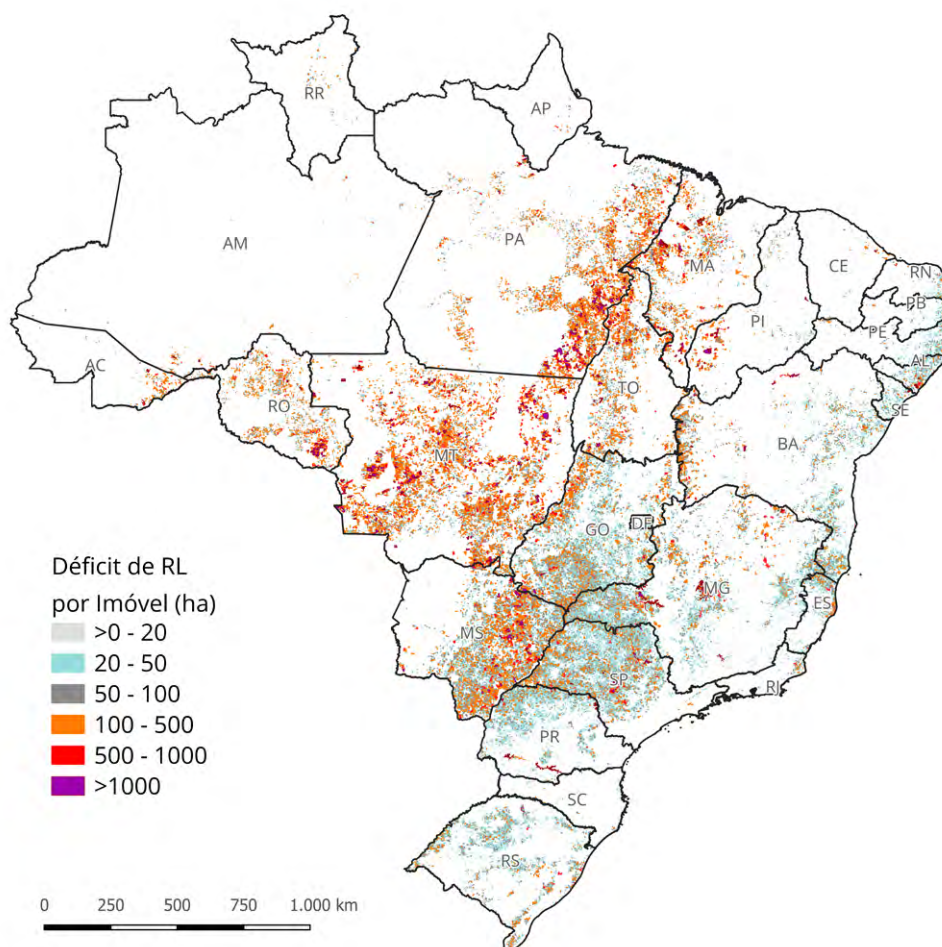 RR
AP
AM
PA
MA
CE
RN
PB
PI
PE
AC
AL
TO
SE
RO
BA
MT
GO
DF
Déficit de RL
por Imóvel (ha)
>0 - 20
20 - 50
50 - 100
100 - 500
500 - 1000
>1000
MG
ES
MS
SP
RJ
PR
SC
RS
0 250 500 750 1.000 km